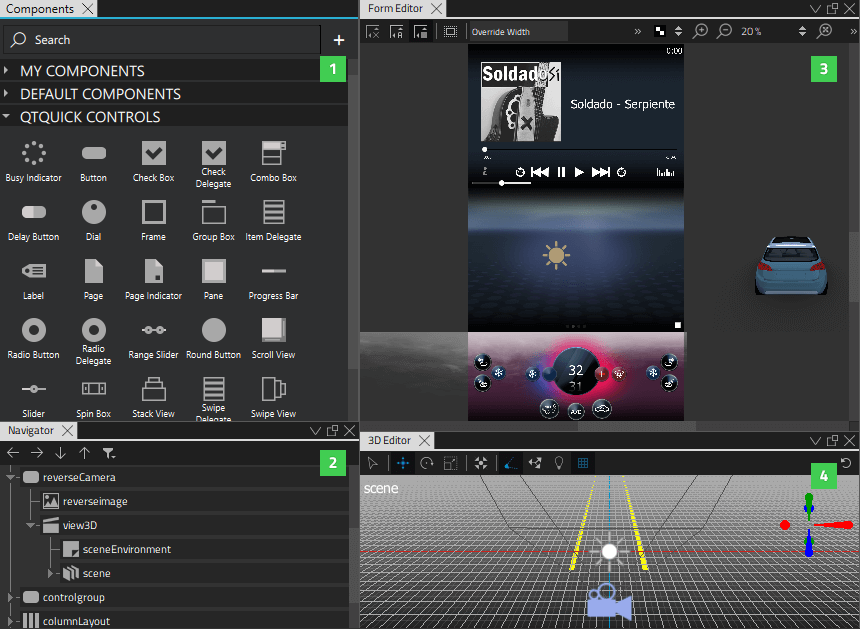 Components
Search
1
MY COMPONENTS
DEFAULT COMPONENTS
QTQUICK CONTROLS
Busy Indicator
Button
Check Box
Check
Delegate
Combo Box
Delay Button
Dial
Frame
Group Box
Item Delegate
Label
Page
Page Indicator
Pane
Progress Bar
Radio Button
Radio
Delegate
Range Slider
Round Button
Scroll View
Slider
Spin Box
Stack View
Swipe
Delegate
Swipe View
Navigator
2
reverseCamera
reverseimage
view3D
sceneEnvironment
scene
controlgroup
columnLayout
Form Editor
Override Width
20 %
3
0:00
Soldado
Si
Soldado - Serpiente
32
31
A/C
3D Editor
4
scene